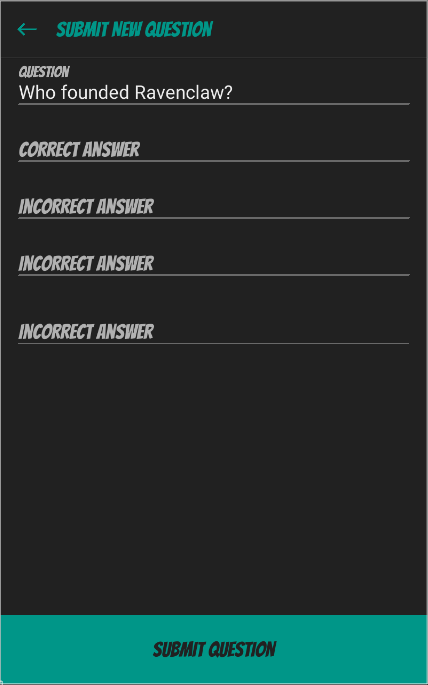 SUBMIT NEW QUESTION
QUESTION
Who founded Ravenclaw?
CORRECT ANSWER
INCORRECT ANSWER
INCORRECT ANSWER
INCORRECT ANSWER
SUBMIT QUESTION